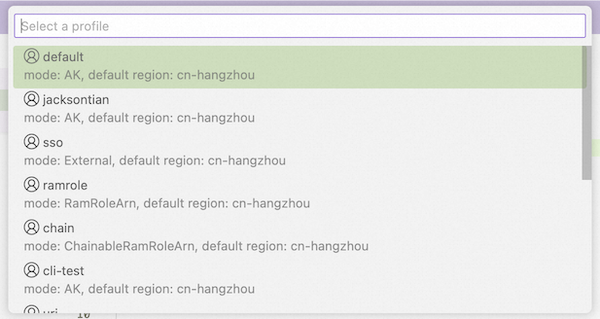 Select a profile
default
mode: AK, default region: cn-hangzhou
jacksontian
mode: AK, default region: cn-hangzhou
sso
mode: External, default region: cn-hangzhou
ramrole
mode: RamRoleArn, default region: cn-hangzhou
chain
mode: ChainableRamRoleArn, default region: cn-hangzhou
cli-test
mode: AK, default region: cn-hangzhou
uri